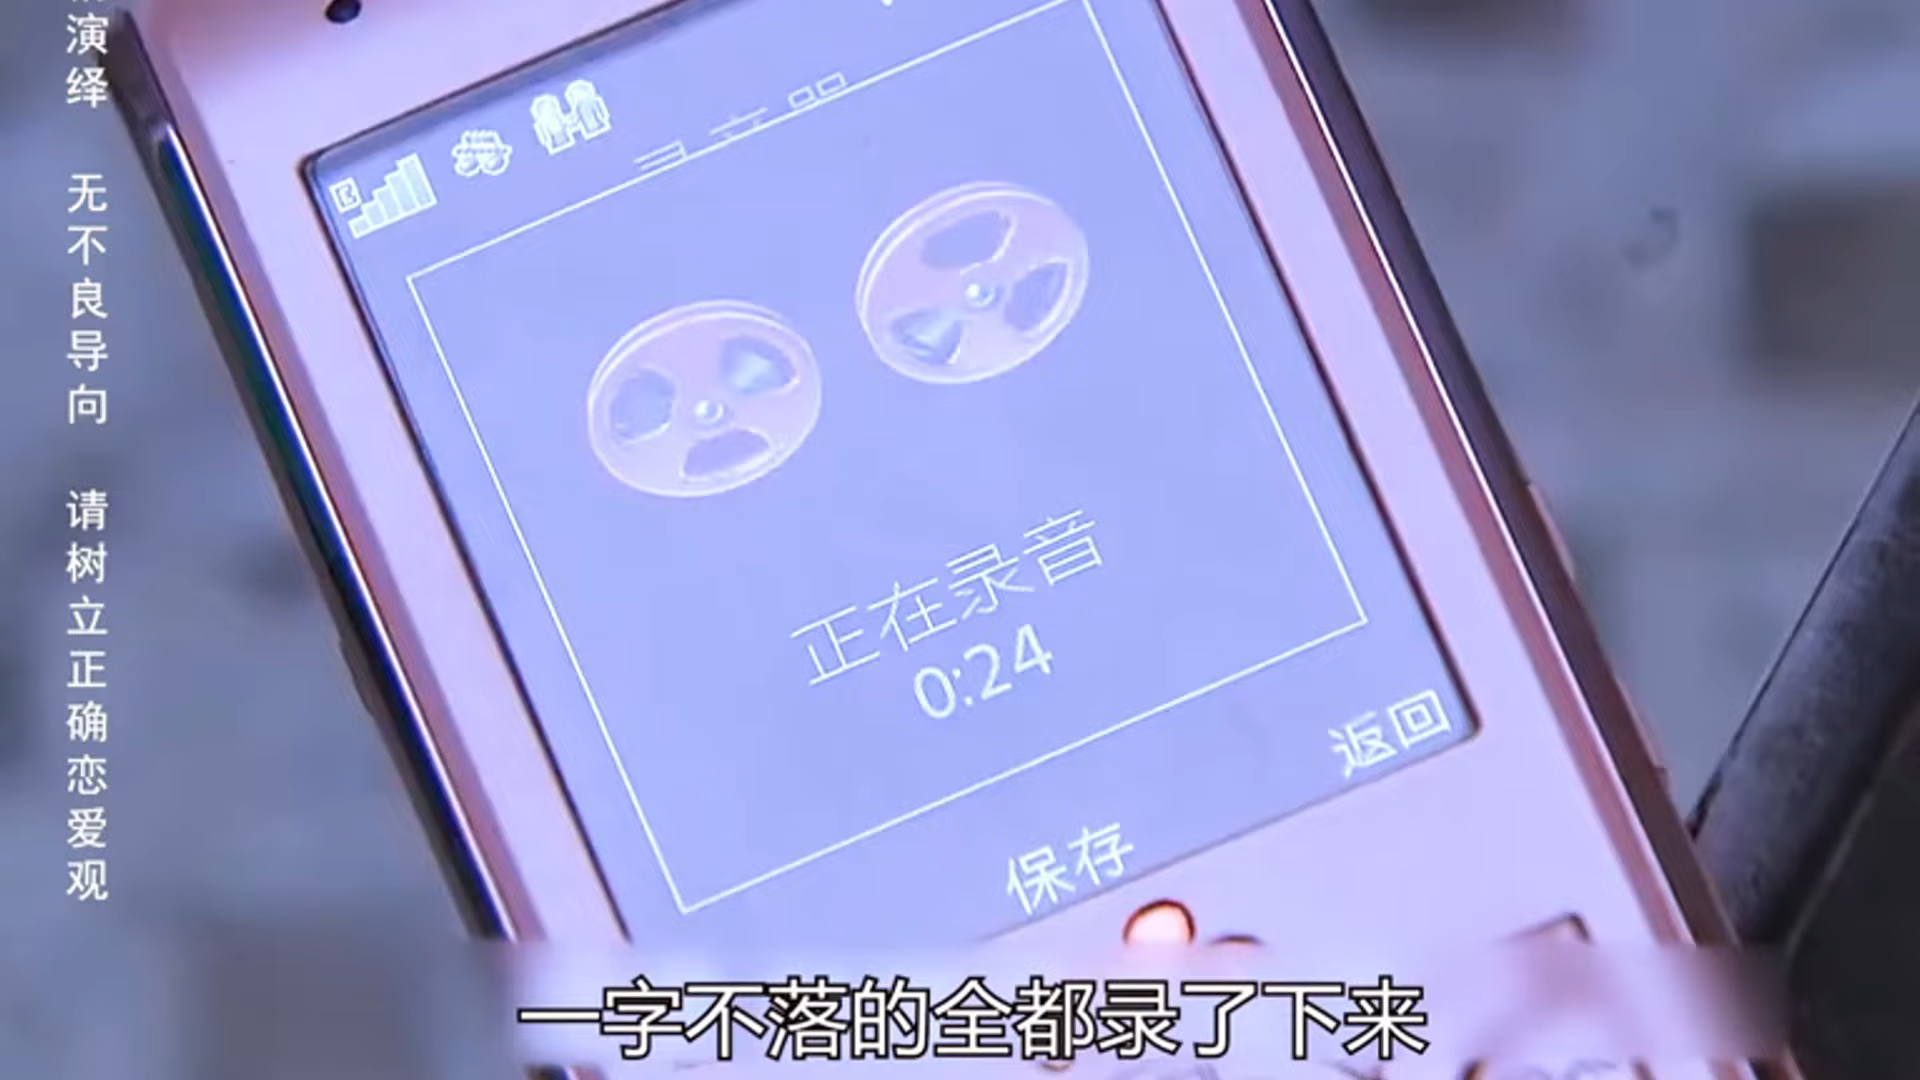 演绎 无不良导向 请树立正确恋爱观
正在录音
0:24
返回
保存
一字不落的全都录了下来